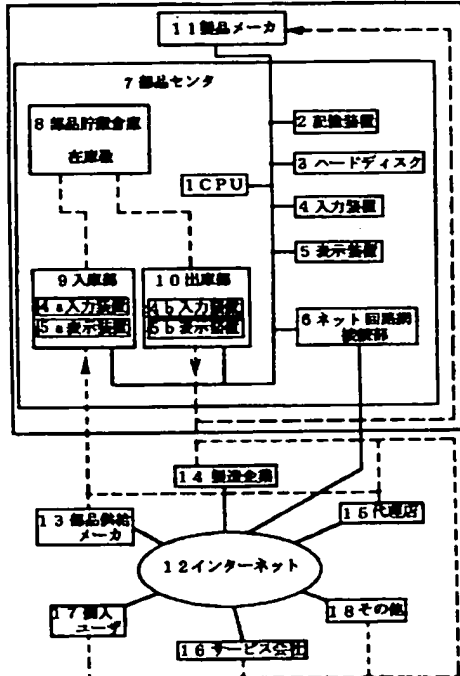 11製品メーカ
7部品センタ
8部品貯蔵倉庫
在庫量
2記憶装置
3ハードディスク
1CPU
4入力装置
5表示装置
9入庫部
4a入力装置
5a表示装置
10出庫部
4b入力装置
5b表示装置
6ネット回路網
接続部
14製造企業
13部品供給
メーカ
15代理店
12インターネット
17個人
ユーザ
18その他
16サービス会社